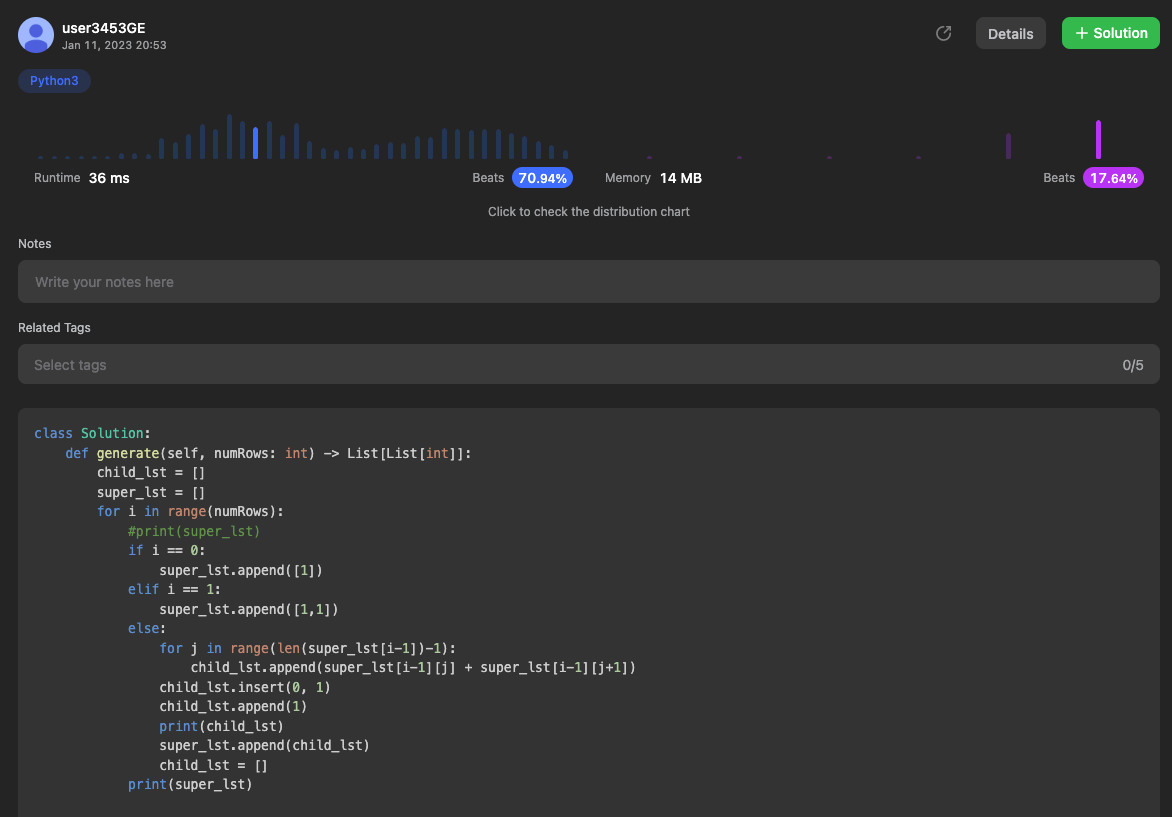 user3453GE
Jan 11, 2023 20:53
Details
+ Solution
Python3
Runtime 36 ms
Beats 70.94%
Memory 14 MB
Beats 17.64%
Click to check the distribution chart
Notes
Write your notes here
Related Tags
Select tags
0/5
class Solution:
    def generate(self, numRows: int) -> List[List[int]]:
        child_lst = []
        super_lst = []
        for i in range(numRows):
            #print(super_lst)
            if i == 0:
                super_lst.append([1])
            elif i == 1:
                super_lst.append([1,1])
            else:
                for j in range(len(super_lst[i-1])-1):
                    child_lst.append(super_lst[i-1][j] + super_lst[i-1][j+1])
                child_lst.insert(0, 1)
                child_lst.append(1)
                print(child_lst)
                super_lst.append(child_lst)
                child_lst = []
            print(super_lst)